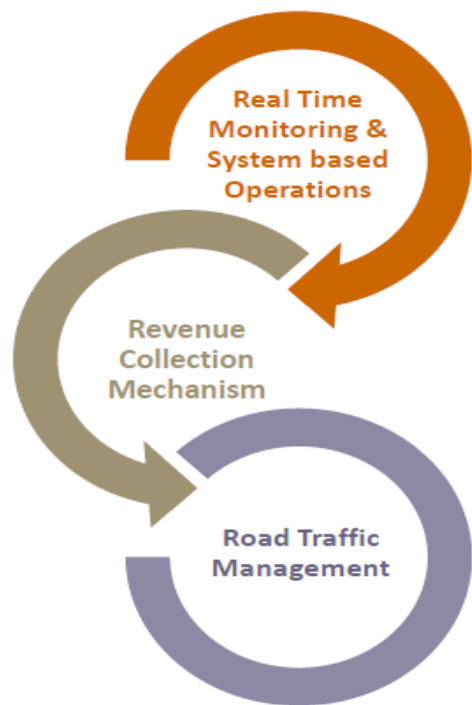 Real Time
Monitoring &
System based
Operations
Revenue
Collection
Mechanism
Road Traffic
Management